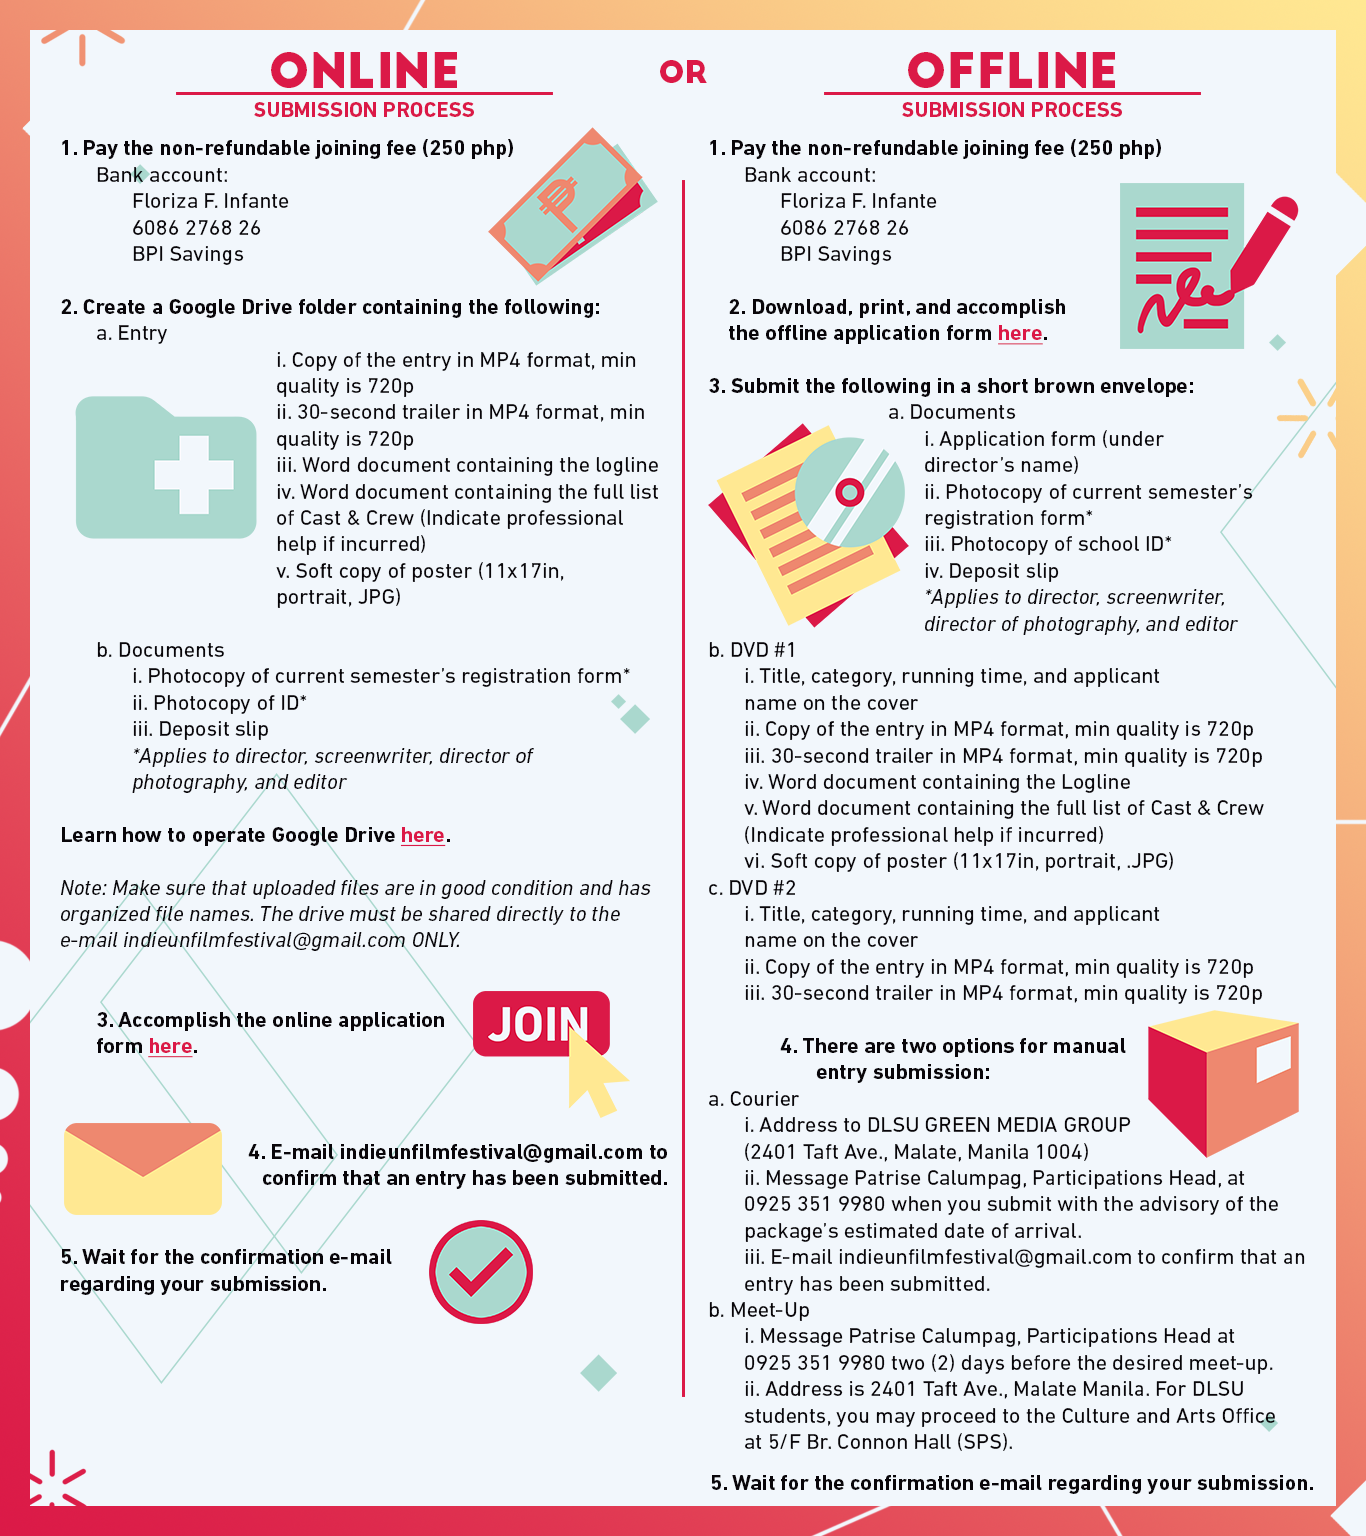 ONLINE
SUBMISSION PROCESS
1. Pay the non-refundable joining fee (250 php)
Bank account:
Floriza F. Infante
6086 2768 26
BPI Savings
2. Create a Google Drive folder containing the following:
a. Entry
i. Copy of the entry in MP4 format, min
quality is 720p
ii. 30-second trailer in MP4 format, min
quality is 720p
iii. Word document containing the logline
iv. Word document containing the full list
of Cast & Crew (Indicate professional
help if incurred)
v. Soft copy of poster (11x17in,
portrait, JPG)
b. Documents
i. Photocopy of current semester's registration form*
ii. Photocopy of ID*
iii. Deposit slip
*Applies to director, screenwriter, director of
photography, and editor
Learn how to operate Google Drive here.
Note: Make sure that uploaded files are in good condition and has
organized file names. The drive must be shared directly to the
e-mail indieunfilmfestival@gmail.com ONLY.
3. Accomplish the online application
form here.
JOIN
4. E-mail indieunfilmfestival@gmail.com to
confirm that an entry has been submitted.
5. Wait for the confirmation e-mail
regarding your submission.
OR
OFFLINE
SUBMISSION PROCESS
1. Pay the non-refundable joining fee (250 php)
Bank account:
Floriza F. Infante
6086 2768 26
BPI Savings
2. Download, print, and accomplish
the offline application form here.
3. Submit the following in a short brown envelope:
a. Documents
i. Application form (under
director's name)
ii. Photocopy of current semester's
registration form*
iii. Photocopy of school ID*
iv. Deposit slip
*Applies to director, screenwriter,
director of photography, and editor
b. DVD #1
i. Title, category, running time, and applicant
name on the cover
ii. Copy of the entry in MP4 format, min quality is 720p
iii. 30-second trailer in MP4 format, min quality is 720p
iv. Word document containing the Logline
v. Word document containing the full list of Cast & Crew
(Indicate professional help if incurred)
vi. Soft copy of poster (11x17in, portrait, .JPG)
c. DVD #2
i. Title, category, running time, and applicant
name on the cover
ii. Copy of the entry in MP4 format, min quality is 720p
iii. 30-second trailer in MP4 format, min quality is 720p
4. There are two options for manual
entry submission:
a. Courier
i. Address to DLSU GREEN MEDIA GROUP
(2401 Taft Ave., Malate, Manila 1004)
ii. Message Patrise Calumpag, Participations Head, at
0925 351 9980 when you submit with the advisory of the
package's estimated date of arrival.
iii. E-mail indieunfilmfestival@gmail.com to confirm that an
entry has been submitted.
b. Meet-Up
i. Message Patrise Calumpag, Participations Head at
0925 351 9980 two (2) days before the desired meet-up.
ii. Address is 2401 Taft Ave., Malate Manila. For DLSU
students, you may proceed to the Culture and Arts Office
at 5/F Br. Connon Hall (SPS).
5. Wait for the confirmation e-mail regarding your submission.